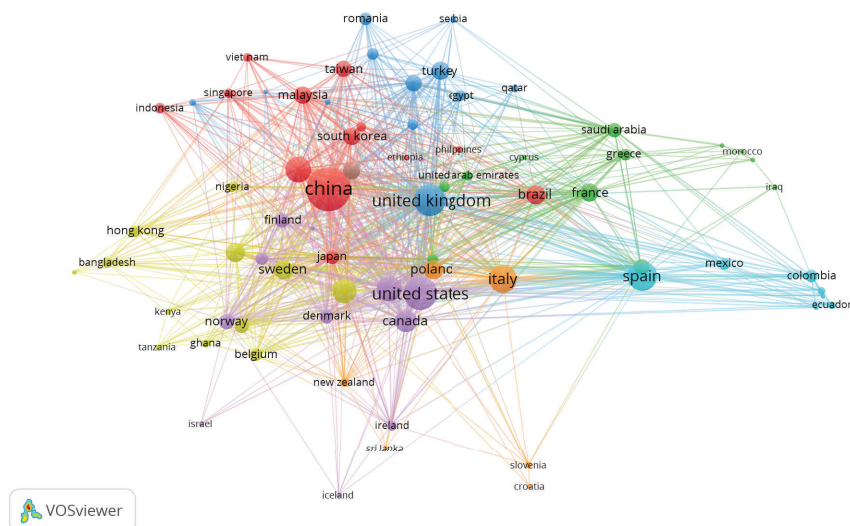 romania
serbia
viet nam
taiwan
turkey
qatar
singapore
malaysia
egypt
indonesia
south korea
saudi arabia
philppines
ethiopia
cyprus
greece
morocco
united arab emirates
nigeria
china
united kingdom
brazil
france
iraq
finland
hong kong
japan
bangladesh
sweden
poland
italy
spain
mexico
colombia
united states
ecuador
kenya
norway
denmark
canada
tanzania
ghana
belgium
new zealand
israel
ireland
sri lanka
slovenia
croatia
iceland
VOSviewer